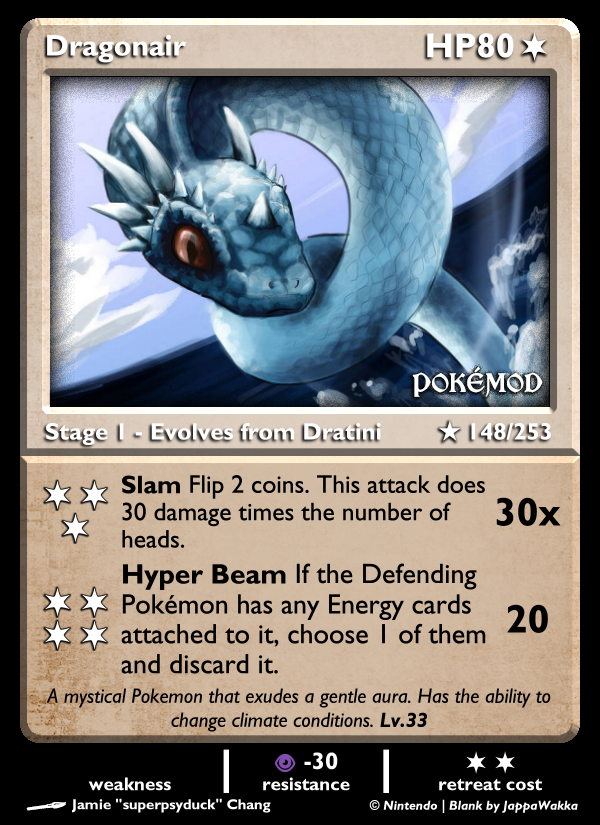 Dragonair HP80
POKÉMOD
Stage 1 - Evolves from Dratini ★ 148/253
Slam Flip 2 coins. This attack does
30 damage times the number of
heads.
30x
Hyper Beam If the Defending
Pokémon has any Energy cards
attached to it, choose 1 of them
and discard it.
20
A mystical Pokemon that exudes a gentle aura. Has the ability to
change climate conditions. Lv.33
weakness
-30
resistance
retreat cost
Jamie "superpsyduck" Chang
© Nintendo | Blank by JappaWakka